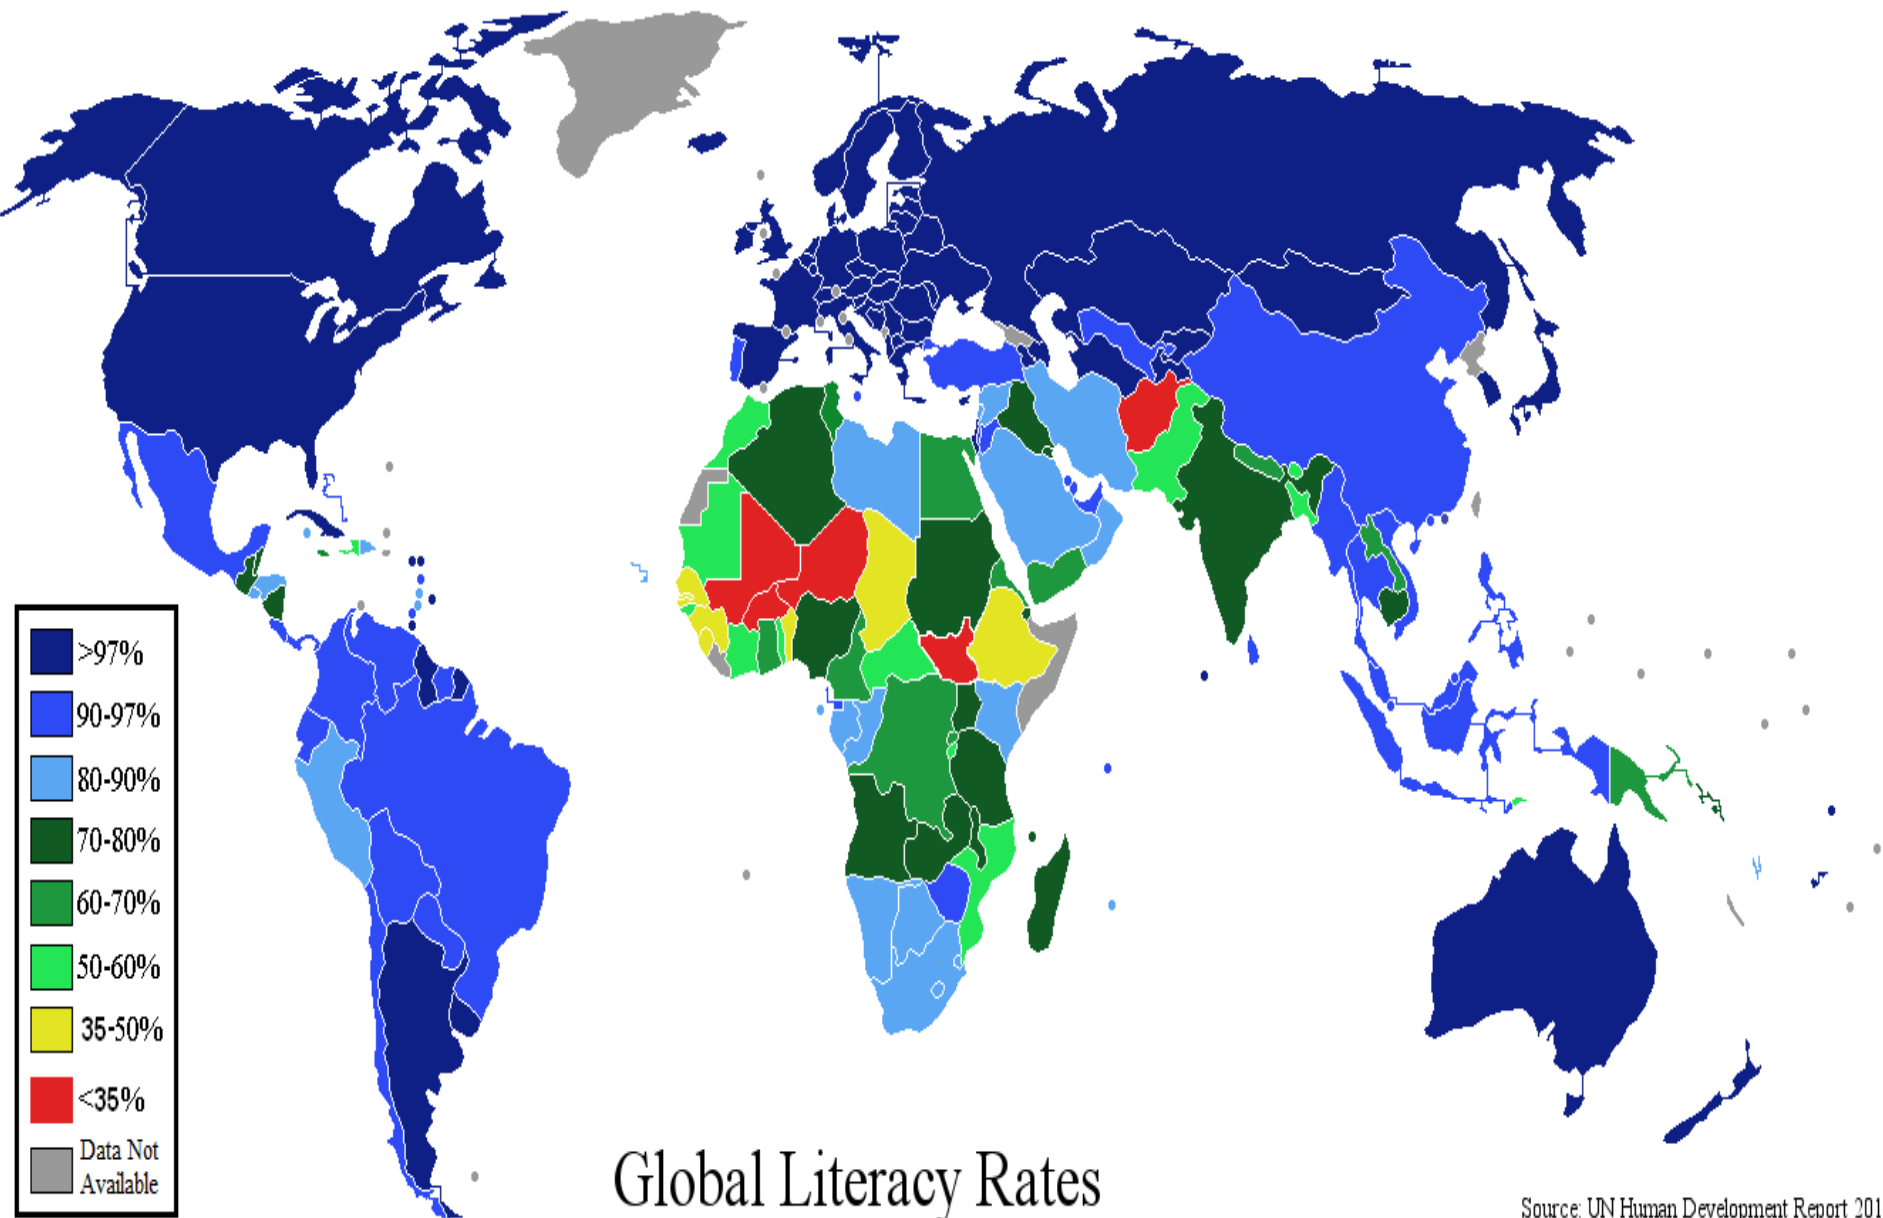 >97%
90-97%
80-90%
70-80%
60-70%
50-60%
35-50%
<35%
Data Not
Available
Global Literacy Rates
Source: UN Human Development Report 201